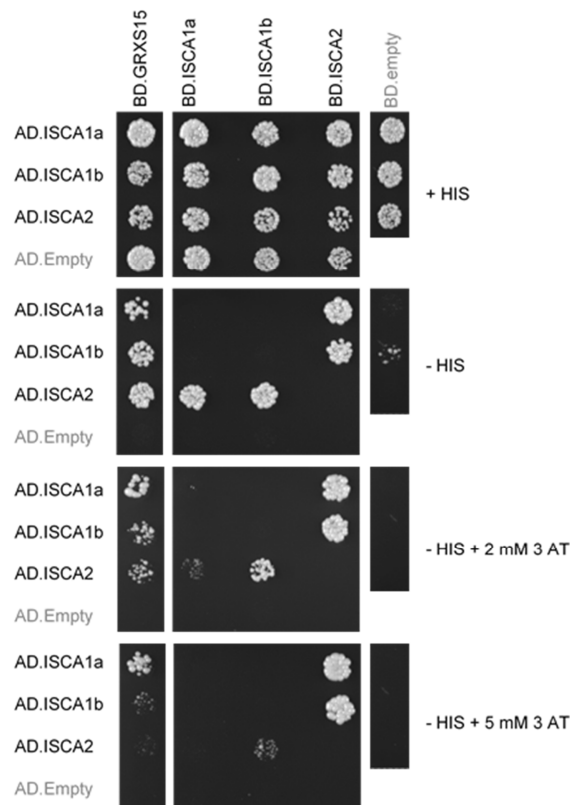 BD.GRXS15
BD.ISCA1a
BD.ISCA1b
BD.ISCA2
BD.empty
AD.ISCA1a
AD.ISCA1b
AD.ISCA2
AD.Empty
+ HIS
AD.ISCA1a
AD.ISCA1b
AD.ISCA2
AD.Empty
- HIS
AD.ISCA1a
AD.ISCA1b
AD.ISCA2
AD.Empty
- HIS + 2 mM 3 AT
AD.ISCA1a
AD.ISCA1b
AD.ISCA2
AD.Empty
- HIS + 5 mM 3 AT